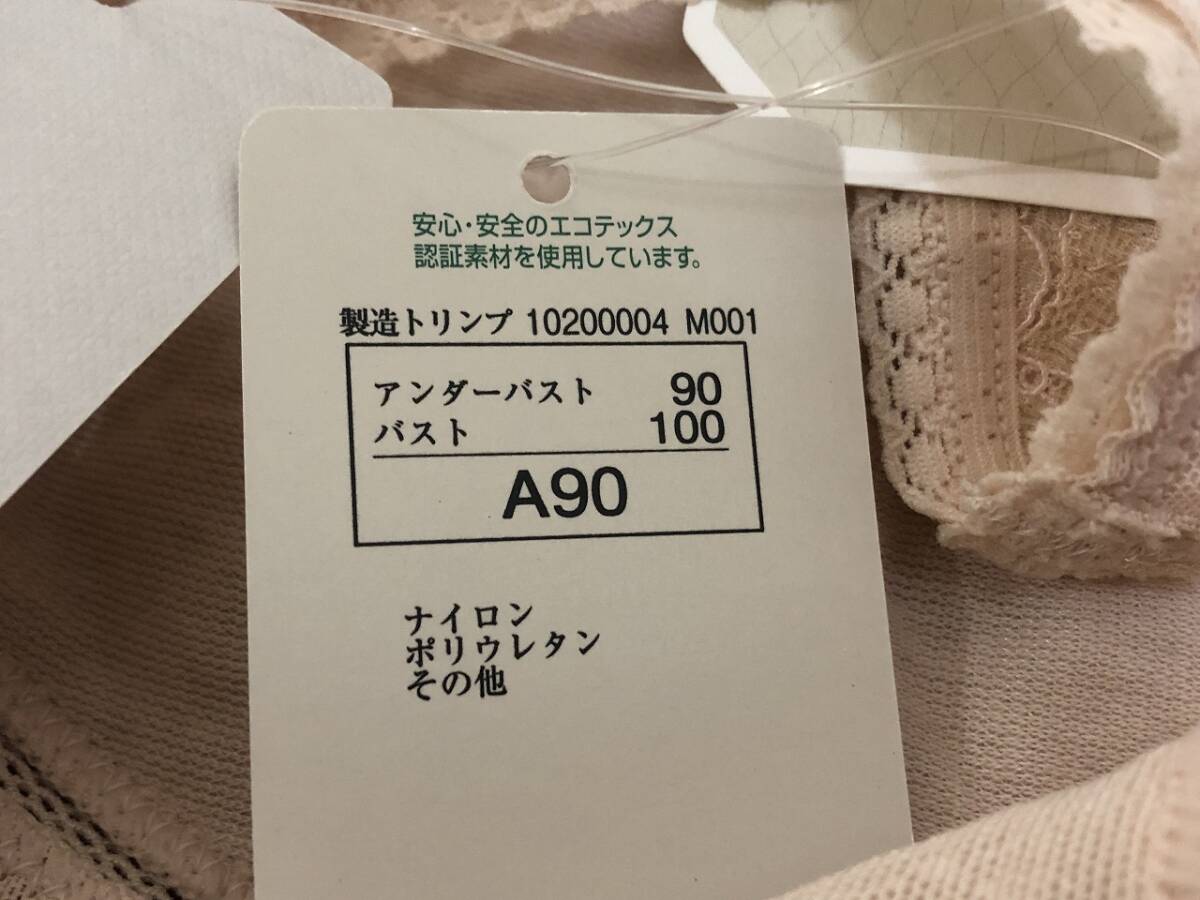 安心・安全のエコテックス
認証素材を使用しています。
製造トリンプ 10200004 M001
アンダーバスト 90
バスト 100
A90
ナイロン
ポリウレタン
その他